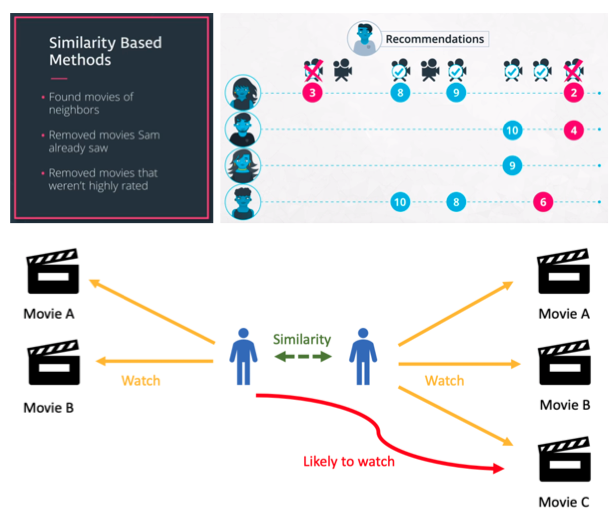 Similarity Based
Methods
• Found movies of
neighbors
• Removed movies Sam
already saw
• Removed movies that
weren't highly rated
Recommendations
3 8 9 2
10 4
9
10 8 6
Movie A
Movie B
Watch
Similarity
Watch
Likely to watch
Movie A
Movie B
Movie C